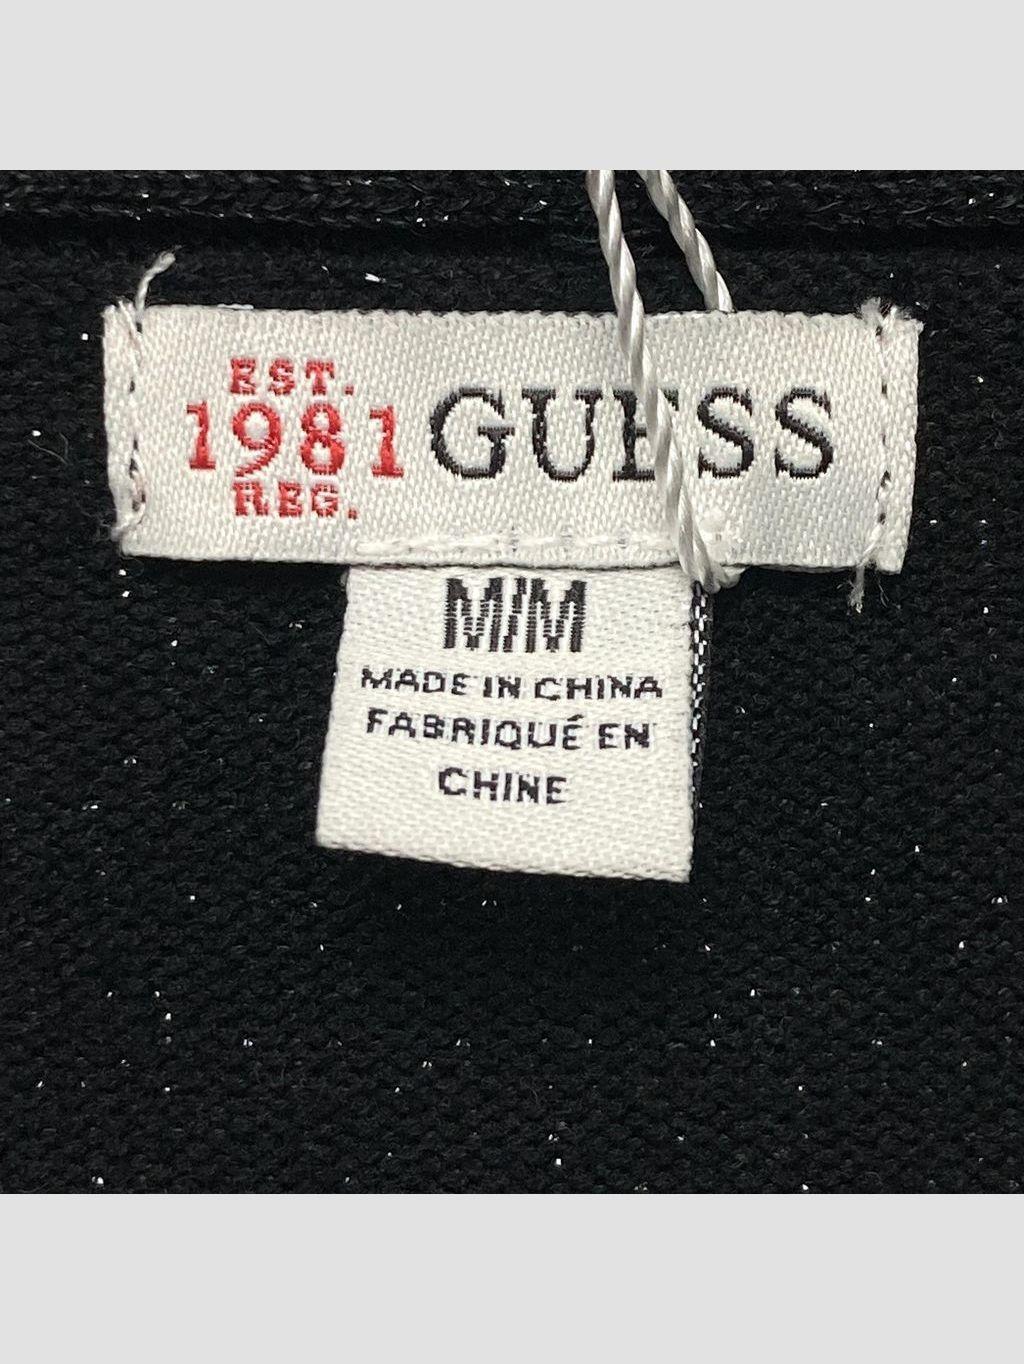 EST.
1981 GUESS
REG.
M/M
MADE IN CHINA
FABRIQUÉ EN
CHINE